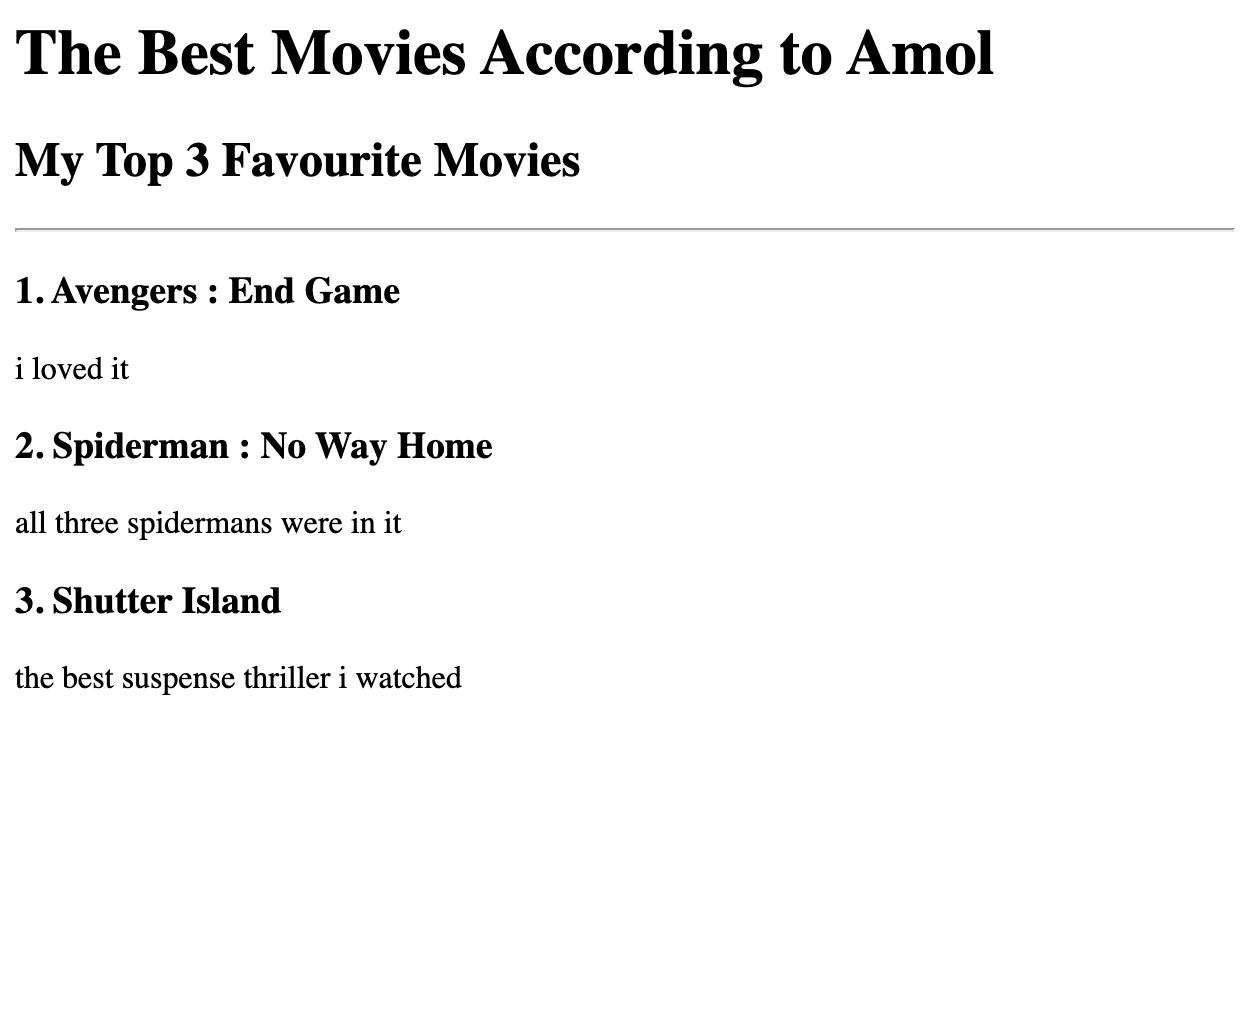 The Best Movies According to Amol
My Top 3 Favourite Movies
1. Avengers : End Game
i loved it
2. Spiderman : No Way Home
all three spidermans were in it
3. Shutter Island
the best suspense thriller i watched